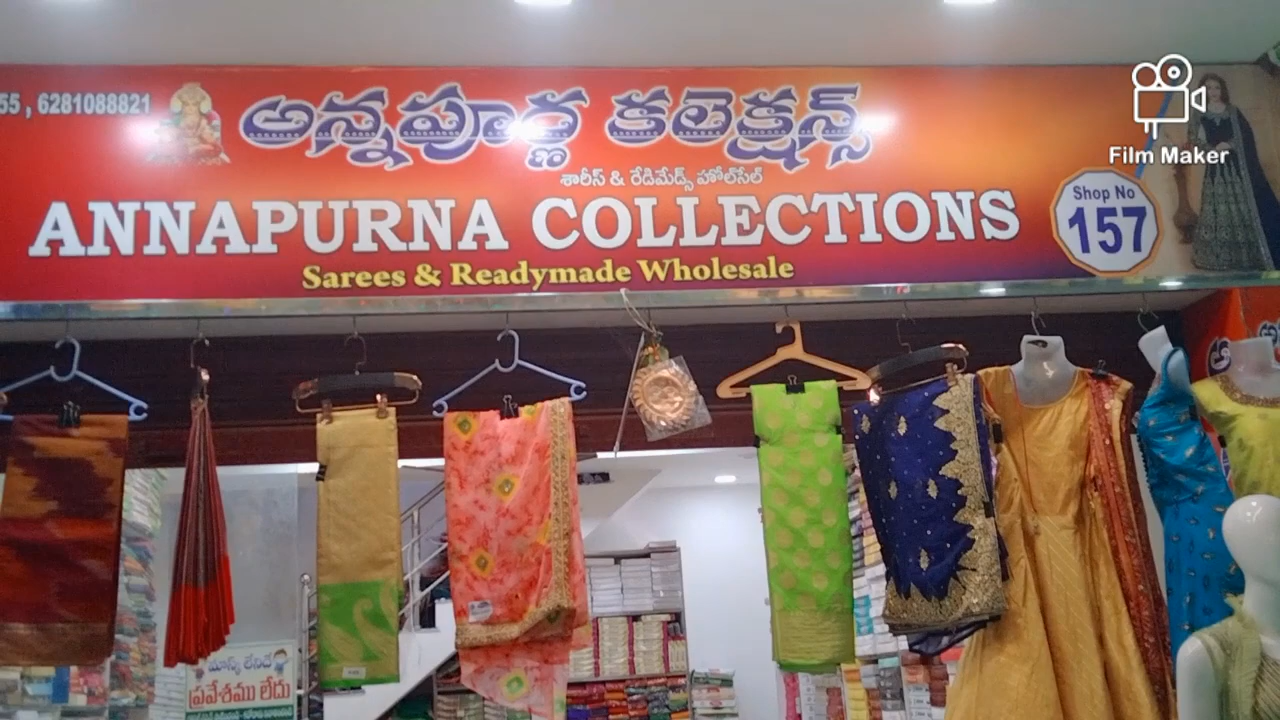 55 , 6281088821
అన్నపూర్ణ కలెక్షన్స్
శారీస్ & రేడిమేడ్స్ హోల్‌సేల్
ANNAPURNA COLLECTIONS
Sarees & Readymade Wholesale
Shop No
157
Film Maker
మాస్క్ లేనిదే
ప్రవేశము లేదు